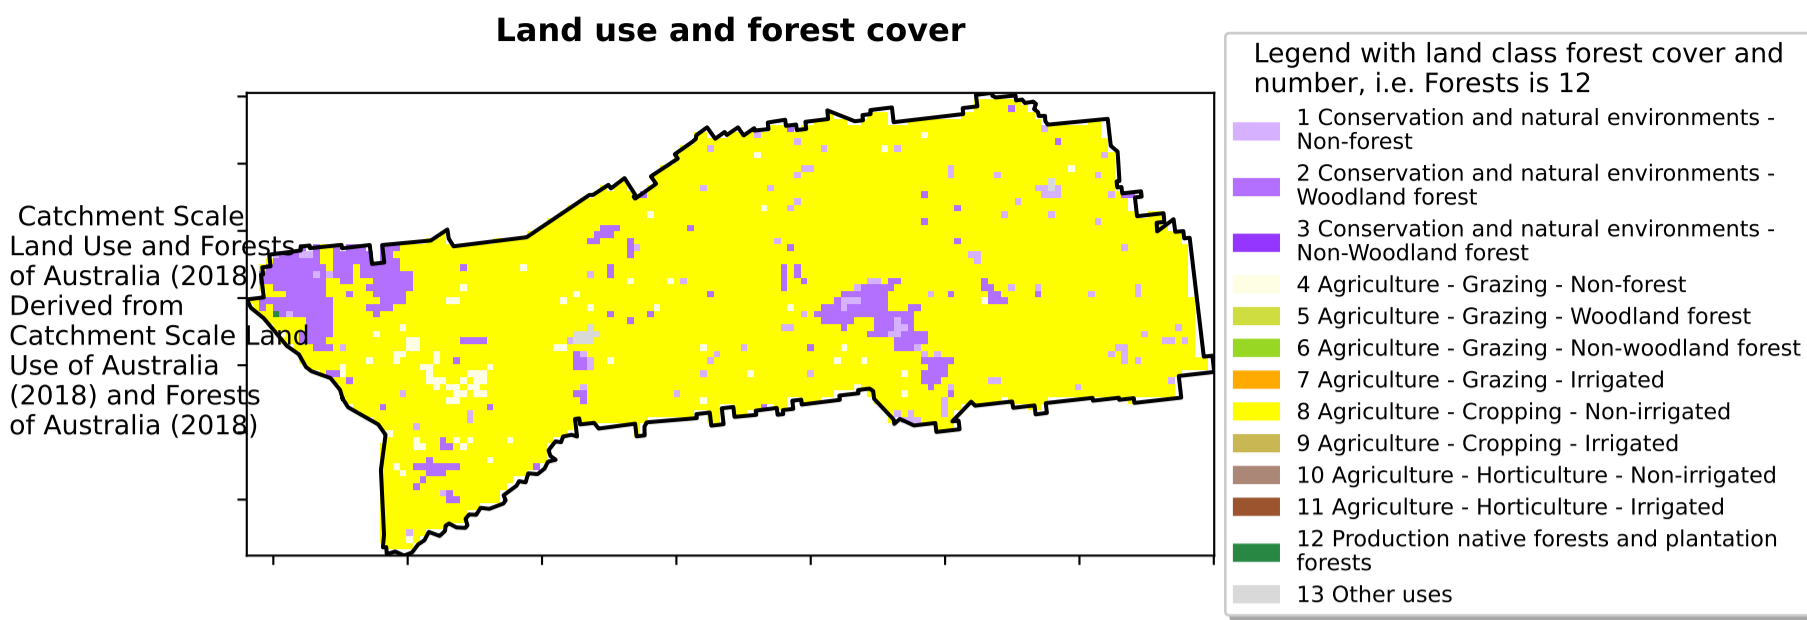 Land use and forest cover
Catchment Scale
Land Use and Forests
of Australia (2018)
Derived from
Catchment Scale Land
Use of Australia
(2018) and Forests
of Australia (2018)
Legend with land class forest cover and
number, i.e. Forests is 12
1 Conservation and natural environments -
Non-forest
2 Conservation and natural environments -
Woodland forest
3 Conservation and natural environments -
Non-Woodland forest
4 Agriculture - Grazing - Non-forest
5 Agriculture - Grazing - Woodland forest
6 Agriculture - Grazing - Non-woodland forest
7 Agriculture - Grazing - Irrigated
8 Agriculture - Cropping - Non-irrigated
9 Agriculture - Cropping - Irrigated
10 Agriculture - Horticulture - Non-irrigated
11 Agriculture - Horticulture - Irrigated
12 Production native forests and plantation
forests
13 Other uses